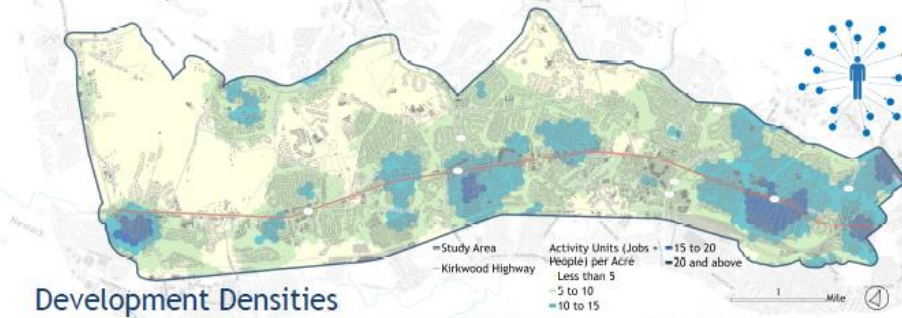 Newark
Study Area
Kirkwood Highway
Activity Units (Jobs +
People) per Acre
Less than 5
5 to 10
10 to 15
15 to 20
20 and above
1
Mile
Development Densities